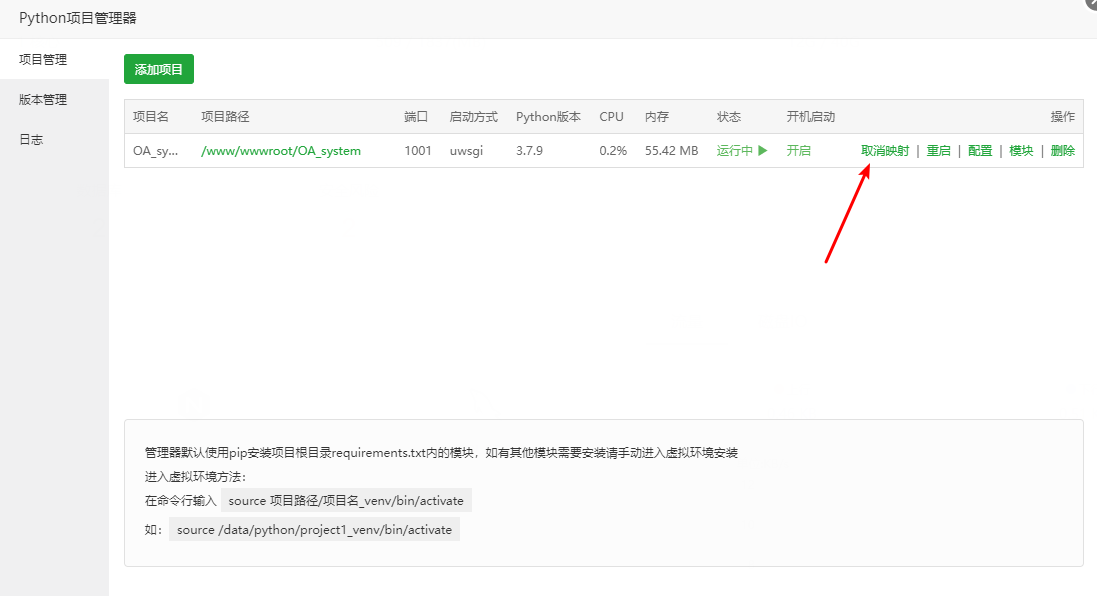 Python项目管理器
项目管理
版本管理
日志
添加项目
项目名 项目路径 端口 启动方式 Python版本 CPU 内存 状态 开机启动 操作
OA_sy... /www/wwwroot/OA_system 1001 uwsgi 3.7.9 0.2% 55.42 MB 运行中 开启 取消映射 | 重启 | 配置 | 模块 | 删除
管理器默认使用pip安装项目根目录requirements.txt内的模块，如有其他模块需要安装请手动进入虚拟环境安装
进入虚拟环境方法：
在命令行输入 source 项目路径/项目名_venv/bin/activate
如： source /data/python/project1_venv/bin/activate